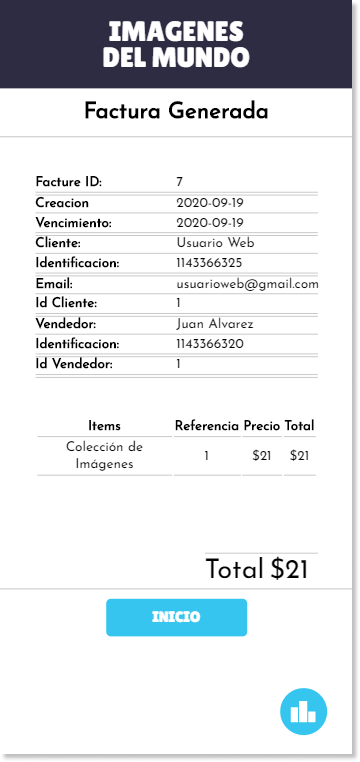 IMAGENES
DEL MUNDO
Factura Generada
Facture ID: 7
Creacion 2020-09-19
Vencimiento: 2020-09-19
Cliente: Usuario Web
Identificacion: 1143366325
Email: usuarioweb@gmail.com
Id Cliente: 1
Vendedor: Juan Alvarez
Identificacion: 1143366320
Id Vendedor: 1
Items Referencia Precio Total
Colección de
Imágenes 1 $21 $21
Total $21
INICIO